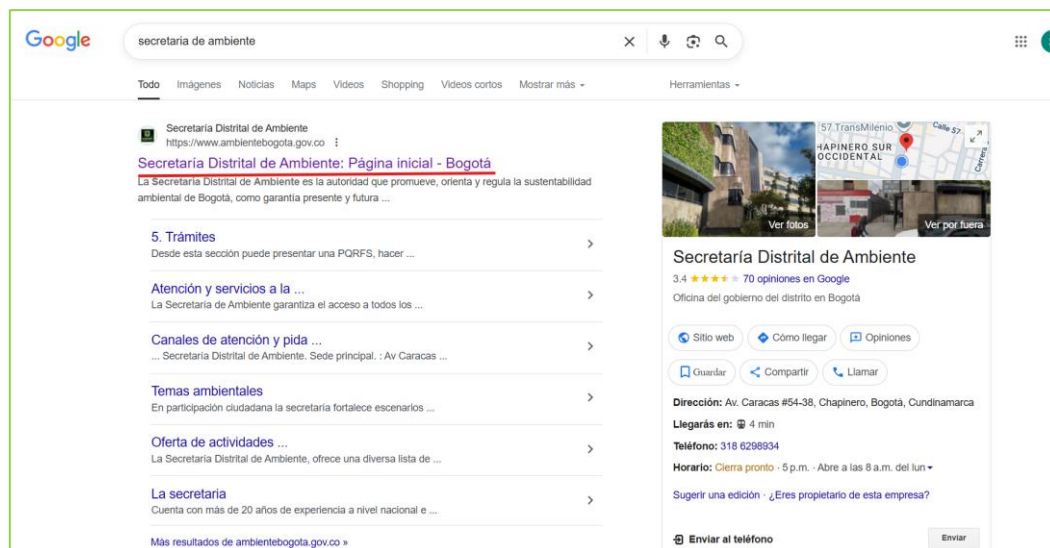 Google
secretaria de ambiente
Todo Imágenes Noticias Maps Videos Shopping Videos cortos Mostrar más Herramientas
Secretaría Distrital de Ambiente
https://www.ambientebogota.gov.co
Secretaría Distrital de Ambiente: Página inicial - Bogotá
La Secretaría Distrital de Ambiente es la autoridad que promueve, orienta y regula la sustentabilidad
ambiental de Bogotá, como garantía presente y futura ...
5. Trámites
Desde esta sección puede presentar una PQRFS, hacer ...
Atención y servicios a la ...
La Secretaría de Ambiente garantiza el acceso a todos los ...
Canales de atención y pida ...
... Secretaría Distrital de Ambiente. Sede principal. : Av Caracas ...
Temas ambientales
En participación ciudadana la secretaría fortalece escenarios ...
Oferta de actividades ...
La Secretaría Distrital de Ambiente, ofrece una diversa lista de ...
La secretaria
Cuenta con más de 20 años de experiencia a nivel nacional e ...
Más resultados de ambientebogota.gov.co »
57 TransMilenio
Calle 57
HAPINERO SUR
OCCIDENTAL
Carrera
Ver fotos
Ver por fuera
Secretaría Distrital de Ambiente
3.4 70 opiniones en Google
Oficina del gobierno del distrito en Bogotá
Sitio web Cómo llegar Opiniones
Guardar Compartir Llamar
Dirección: Av. Caracas #54-38, Chapinero, Bogotá, Cundinamarca
Llegarás en: 4 min
Teléfono: 318 6298934
Horario: Cierra pronto · 5 p.m. · Abre a las 8 a.m. del lun
Sugerir una edición · ¿Eres propietario de esta empresa?
Enviar al teléfono Enviar